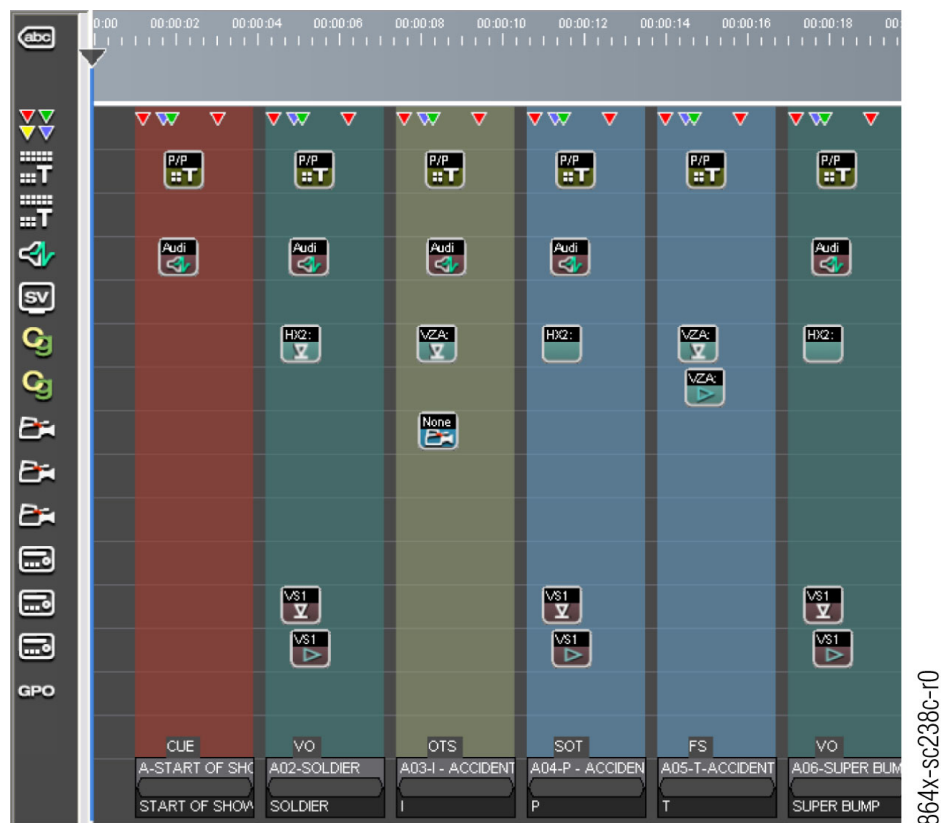 abc
0:00 00:00:02 00:00:04 00:00:06 00:00:08 00:00:10 00:00:12 00:00:14 00:00:16 00:00:18 00:
P/P P/P P/P P/P P/P P/P
T T T T T T T
T
Audi Audi Audi Audi Audi
SV
Cg HX2: VZA: HX2: VZA: HX2:
Cg VZA:
None
VS1 VS1 VS1
VS1 VS1 VS1
GPO
CUE VO OTS SOT FS VO
A-START OF SHO A02-SOLDIER A03-I - ACCIDENT A04-P - ACCIDEN A05-T-ACCIDENT A06-SUPER BUM
START OF SHOW SOLDIER I P T SUPER BUMP
864x-sc238c-r0